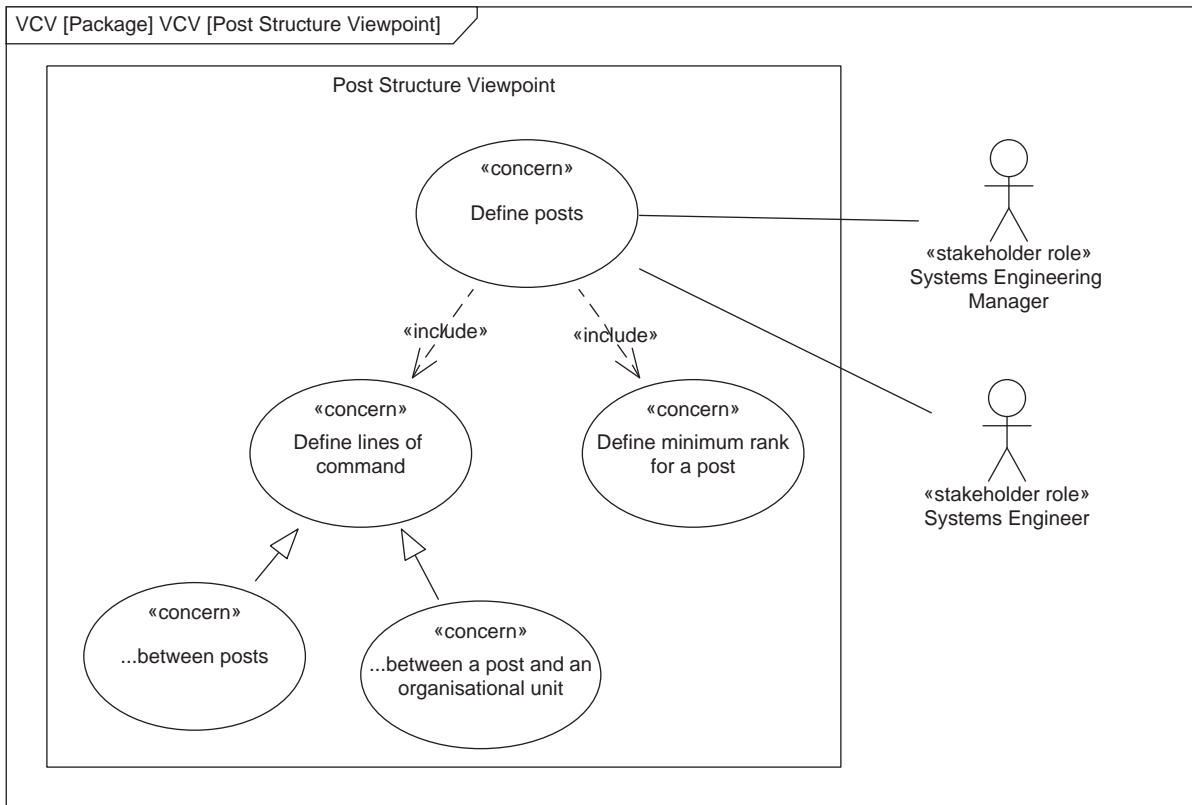 VCV [Package] VCV [Post Structure Viewpoint]
Post Structure Viewpoint
«concern»
Define posts
«stakeholder role»
Systems Engineering
Manager
«include»
«include»
«concern»
Define lines of
command
«concern»
Define minimum rank
for a post
«stakeholder role»
Systems Engineer
«concern»
...between posts
«concern»
...between a post and an
organisational unit